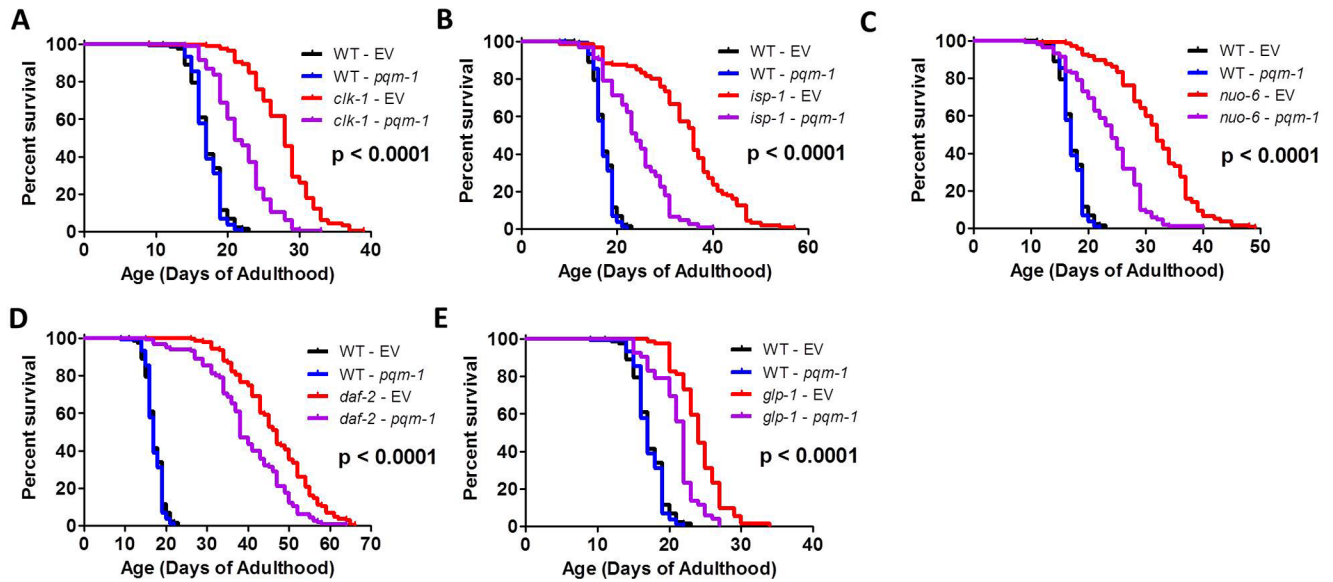 A
Percent survival
100
80
60
40
20
0
0 10 20 30 40
Age (Days of Adulthood)
WT - EV
WT - pqm-1
clk-1 - EV
clk-1 - pqm-1
p < 0.0001
B
Percent survival
100
80
60
40
20
0
0 20 40 60
Age (Days of Adulthood)
WT - EV
WT - pqm-1
isp-1 - EV
isp-1 - pqm-1
p < 0.0001
C
Percent survival
100
80
60
40
20
0
0 10 20 30 40 50
Age (Days of Adulthood)
WT - EV
WT - pqm-1
nuo-6 - EV
nuo-6 - pqm-1
p < 0.0001
D
Percent survival
100
80
60
40
20
0
0 10 20 30 40 50 60 70
Age (Days of Adulthood)
WT - EV
WT - pqm-1
daf-2 - EV
daf-2 - pqm-1
p < 0.0001
E
Percent survival
100
80
60
40
20
0
0 10 20 30 40
Age (Days of Adulthood)
WT - EV
WT - pqm-1
glp-1 - EV
glp-1 - pqm-1
p < 0.0001